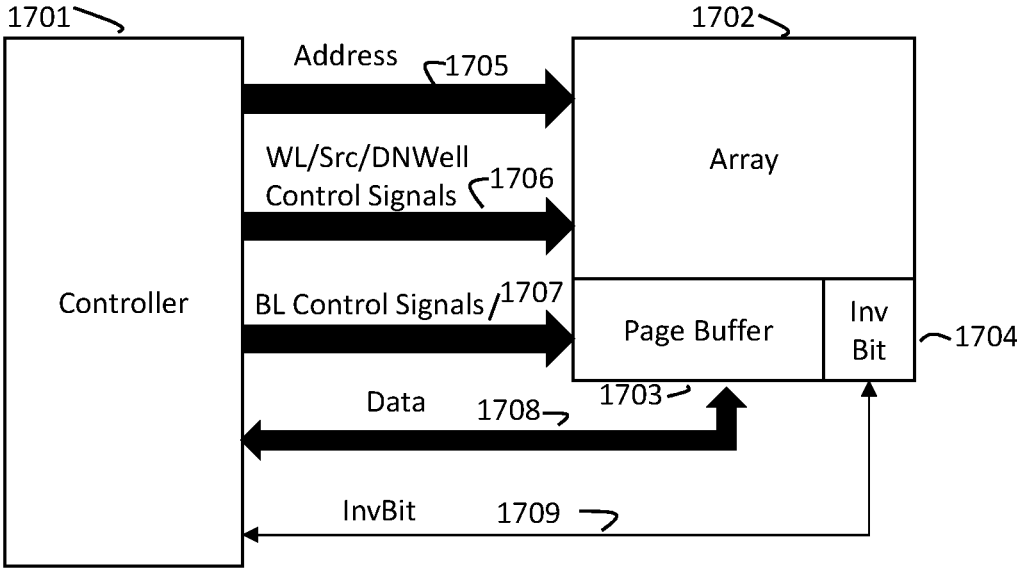 1701
1702
Address
1705
WL/Src/DNWell
Control Signals
1706
Array
Controller
BL Control Signals
1707
Page Buffer
Inv
Bit
1704
1703
Data
1708
InvBit
1709